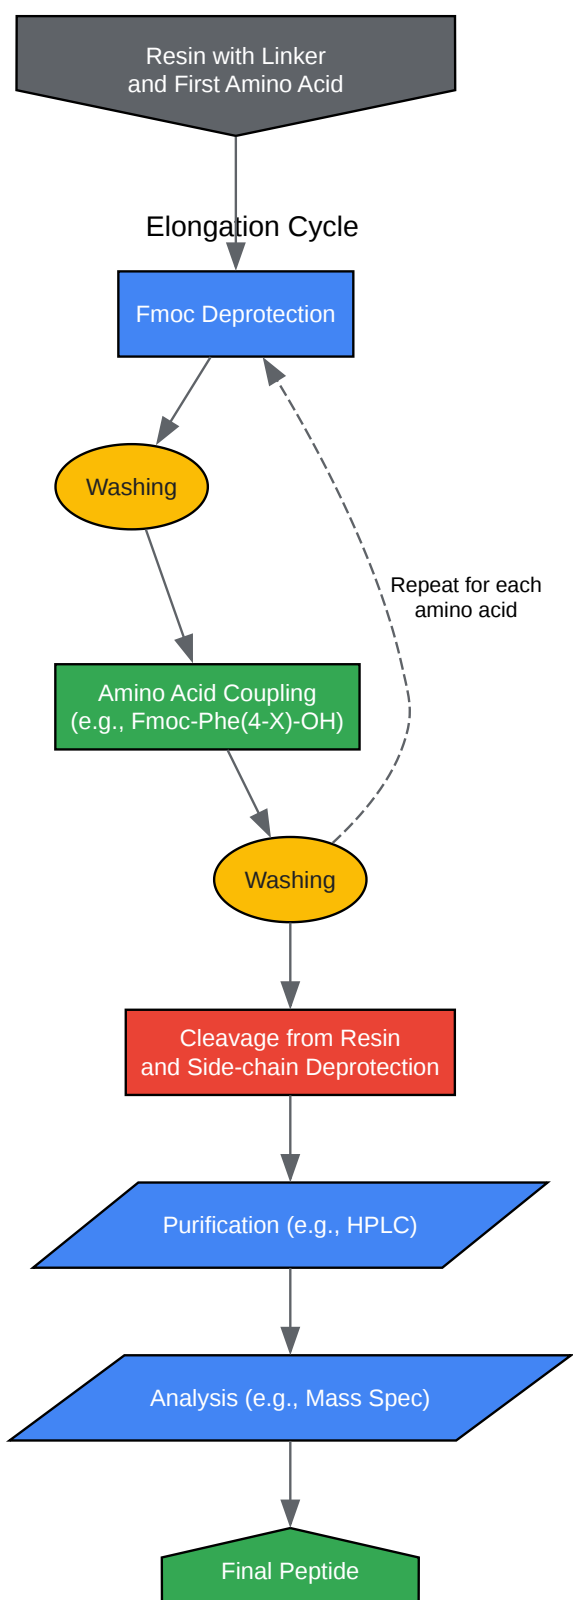 Resin with Linker
and First Amino Acid
Elongation Cycle
Fmoc Deprotection
Washing
Repeat for each
amino acid
Amino Acid Coupling
(e.g., Fmoc-Phe(4-X)-OH)
Washing
Cleavage from Resin
and Side-chain Deprotection
Purification (e.g., HPLC)
Analysis (e.g., Mass Spec)
Final Peptide